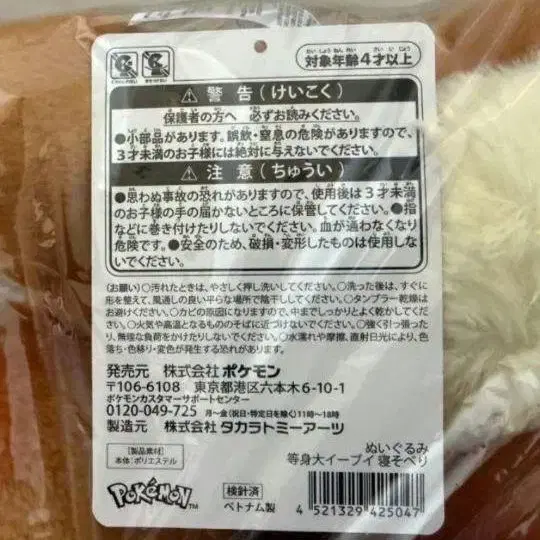 対象年齢4才以上
警告(けいこく)
保護者の方へ 必ずお読みください。
●小部品があります。誤飲・窒息の危険がありますので、
3才未満のお子様には絶対に与えないでください。
注意(ちゅうい)
●思わぬ事故の恐れがありますので、使用後は3才未満
のお子様の手の届かないところに保管してください。●指
などに巻き付けたりしないでください。血が通わなくなり
危険です。●安全のため、破損・変形したものは使用しな
いでください。
(お願い)○汚れたときは、やさしく押し洗いしてください。○洗った後は、すぐに
形を整えて、風通しの良い平らな場所で陰干ししてください。○タンブラー乾燥は
お避けください。○カビの原因になりますので、中までしっかりとよく乾かしてくだ
さい。○火気や高温となるもののそばに近づけないでください。○強く引っ張った
り、無理な負荷をかけたりしないでください。○水濡れや摩擦、直射日光により、色
落ち・色移り・変色が発生する恐れがあります。
発売元 株式会社ポケモン
〒106-6108 東京都港区六本木6-10-1
ポケモンカスタマーサポートセンター
0120-049-725 月〜金(祝日・特定日を除く)11時〜18時
製造元 株式会社タカラトミーアーツ
[製品素材]
本体:ポリエステル
ぬいぐるみ
等身大イーブイ 寝そべり
POKéMON
検針済
ベトナム製
4 521329 425047